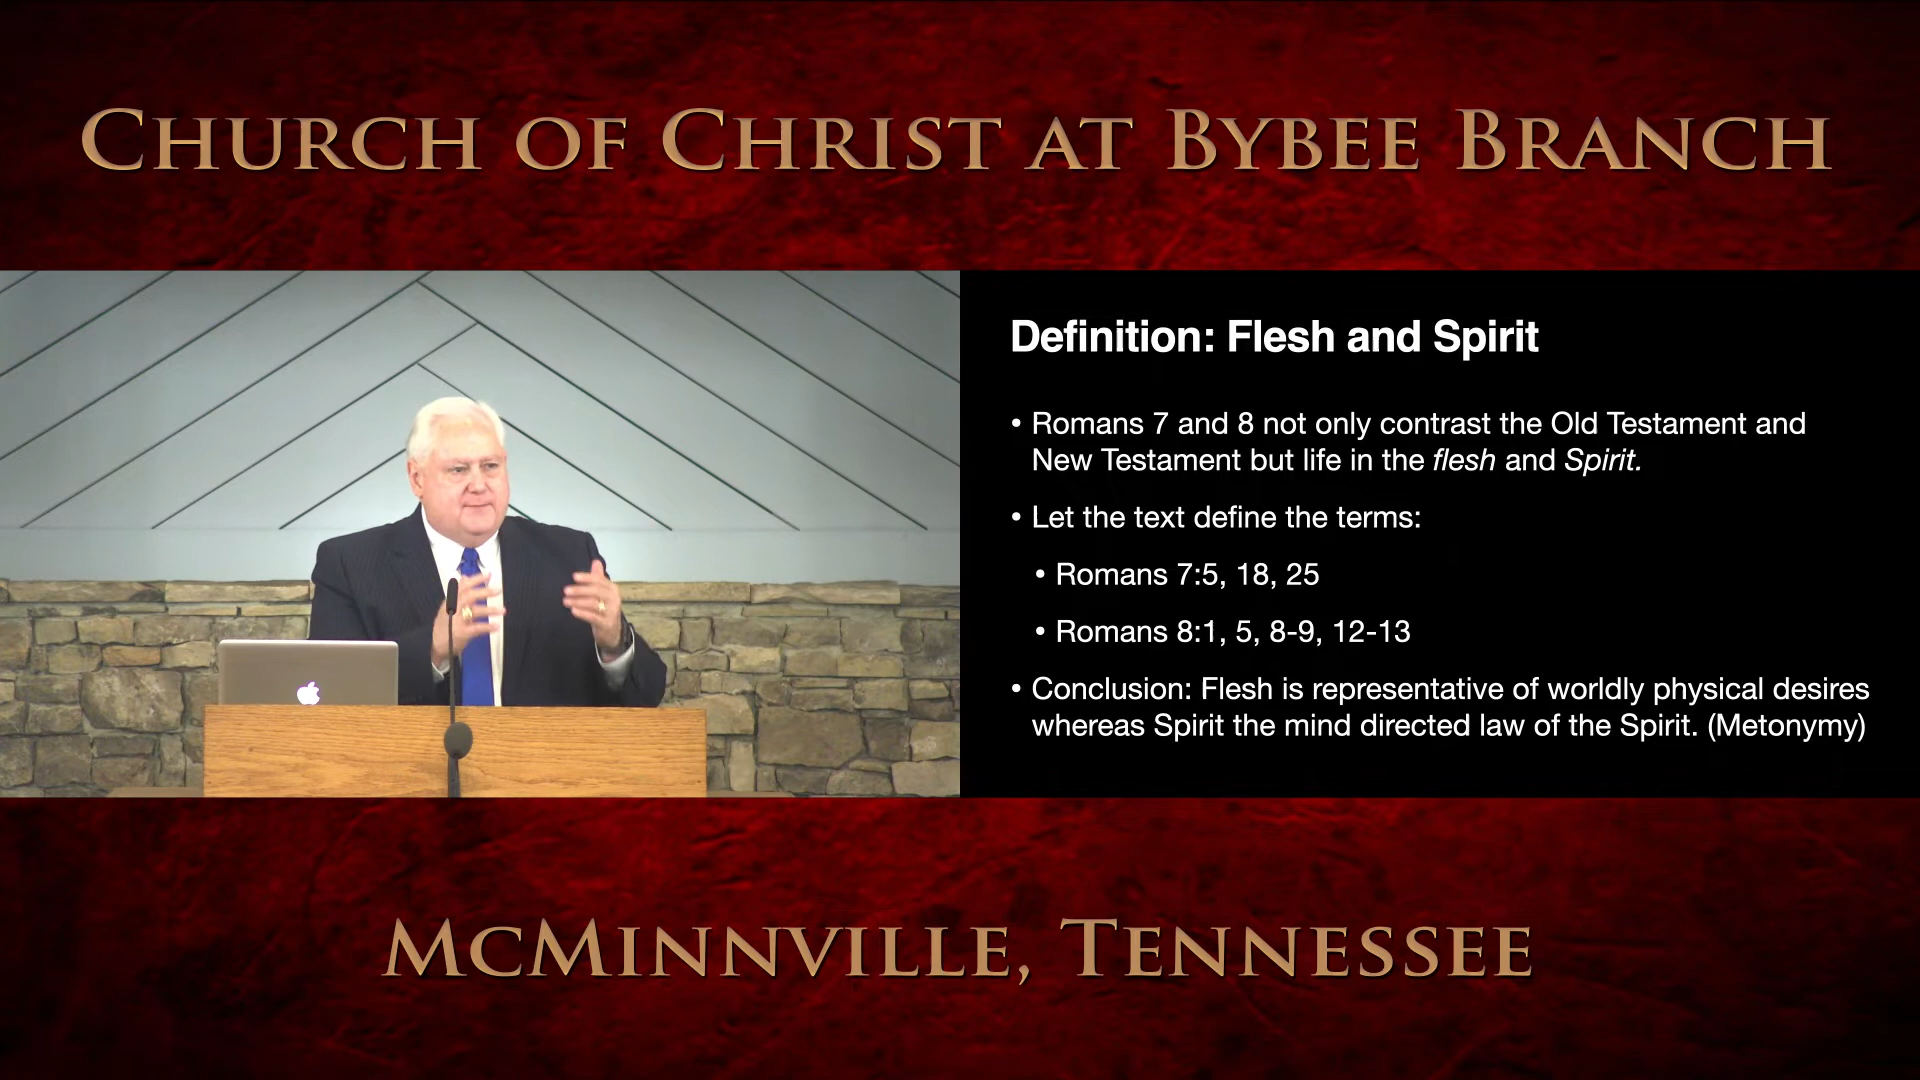 CHURCH OF CHRIST AT BYBEE BRANCH
Definition: Flesh and Spirit
• Romans 7 and 8 not only contrast the Old Testament and
New Testament but life in the flesh and Spirit.
• Let the text define the terms:
• Romans 7:5, 18, 25
• Romans 8:1, 5, 8-9, 12-13
• Conclusion: Flesh is representative of worldly physical desires
whereas Spirit the mind directed law of the Spirit. (Metonymy)
MCMINNVILLE, TENNESSEE